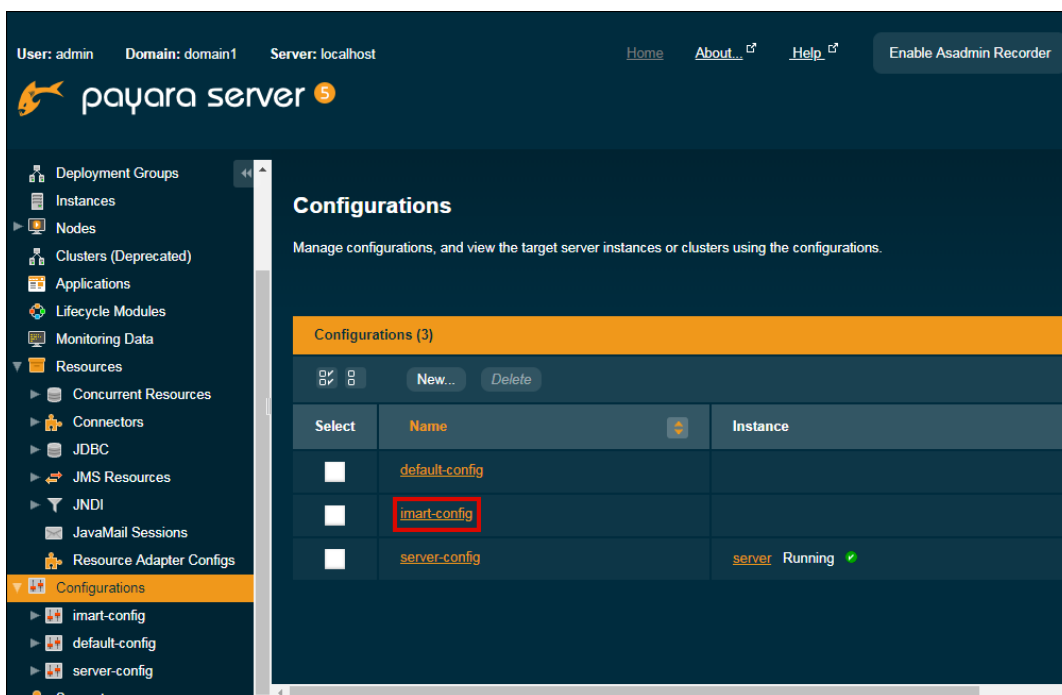 User: admin Domain: domain1 Server: localhost Home About... Help Enable Asadmin Recorder
payara server 5
Deployment Groups
Instances
Nodes
Clusters (Deprecated)
Applications
Lifecycle Modules
Monitoring Data
Resources
Concurrent Resources
Connectors
JDBC
JMS Resources
JNDI
JavaMail Sessions
Resource Adapter Configs
Configurations
imart-config
default-config
server-config
Configurations
Manage configurations, and view the target server instances or clusters using the configurations.
Configurations (3)
New... Delete
Select Name Instance
default-config
imart-config
server-config server Running